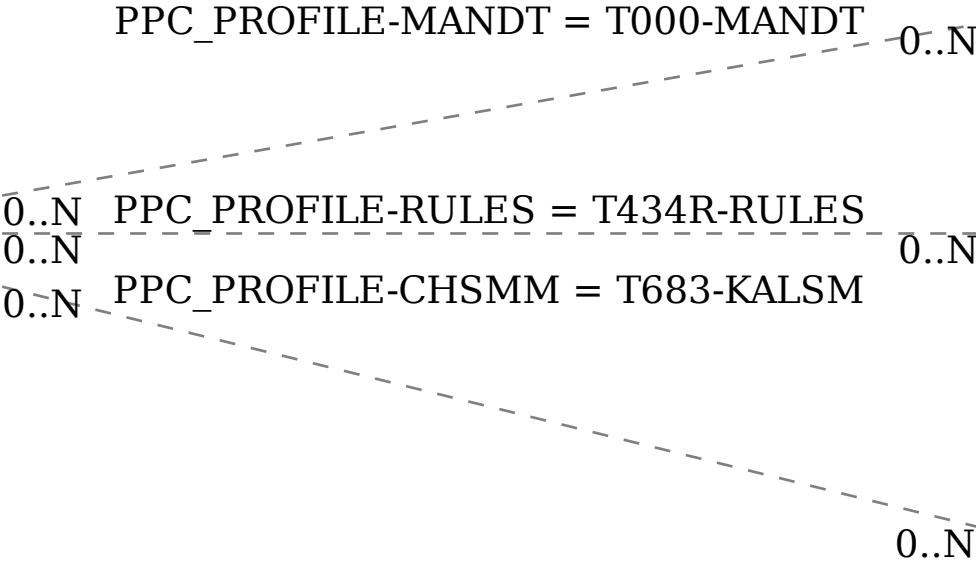 PPC_PROFILE-MANDT = T000-MANDT
0..N
0..N PPC_PROFILE-RULES = T434R-RULES
0..N 0..N
0..N PPC_PROFILE-CHSMM = T683-KALSM
0..N